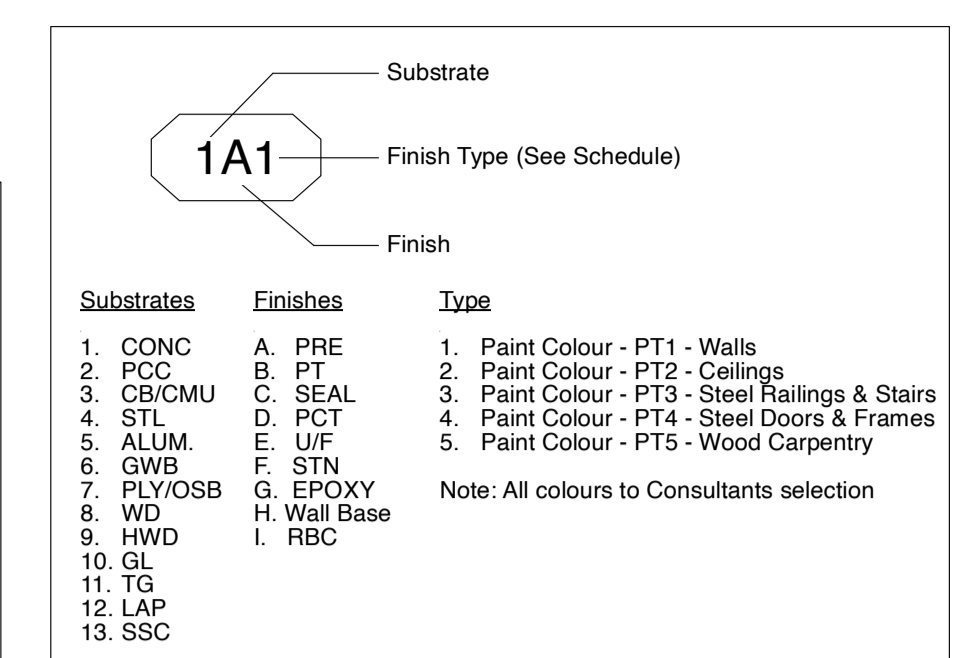 Substrate
1A1
Finish Type (See Schedule)
Finish
Substrates
1. CONC
2. PCC
3. CB/CMU
4. STL
5. ALUM.
6. GWB
7. PLY/OSB
8. WD
9. HWD
10. GL
11. TG
12. LAP
13. SSC
Finishes
A. PRE
B. PT
C. SEAL
D. PCT
E. U/F
F. STN
G. EPOXY
H. Wall Base
I. RBC
Type
1. Paint Colour - PT1 - Walls
2. Paint Colour - PT2 - Ceilings
3. Paint Colour - PT3 - Steel Railings & Stairs
4. Paint Colour - PT4 - Steel Doors & Frames
5. Paint Colour - PT5 - Wood Carpentry
Note: All colours to Consultants selection